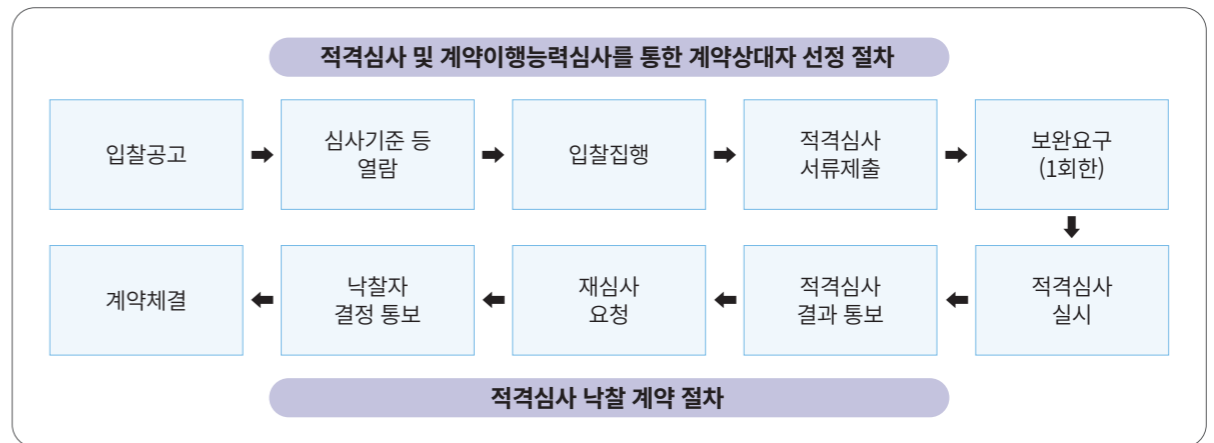 적격심사 및 계약이행능력심사를 통한 계약상대자 선정 절차
입찰공고
심사기준 등
열람
입찰집행
적격심사
서류제출
보완요구
(1회한)
적격심사
실시
적격심사
결과 통보
재심사
요청
낙찰자
결정 통보
계약체결
적격심사 낙찰 계약 절차